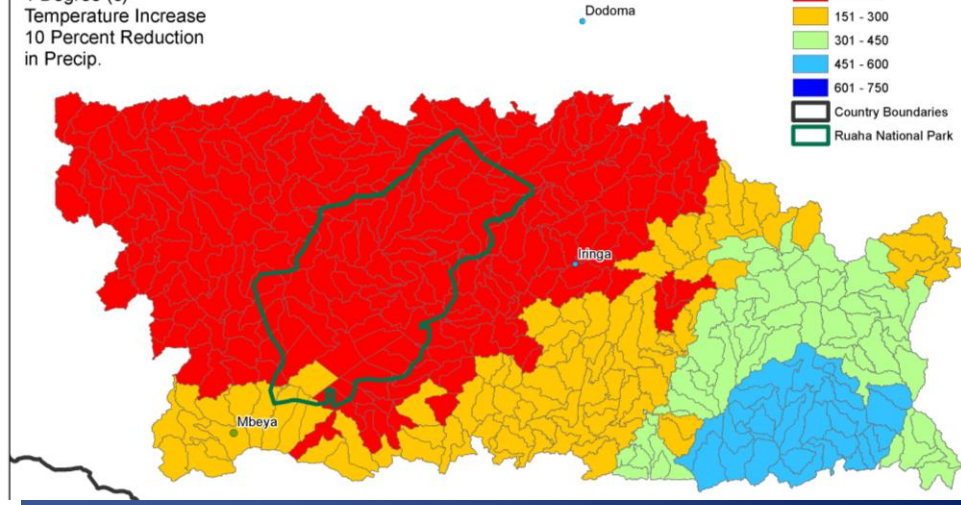 Temperature Increase
10 Percent Reduction
in Precip.
Dodoma
151 - 300
301 - 450
451 - 600
601 - 750
Country Boundaries
Ruaha National Park
Iringa
Mbeya